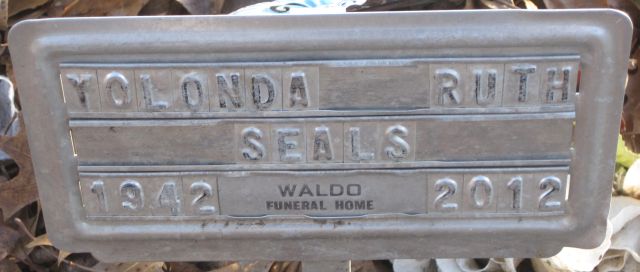 YOLONDA RUTH
SEALS
1942 WALDO FUNERAL HOME 2012